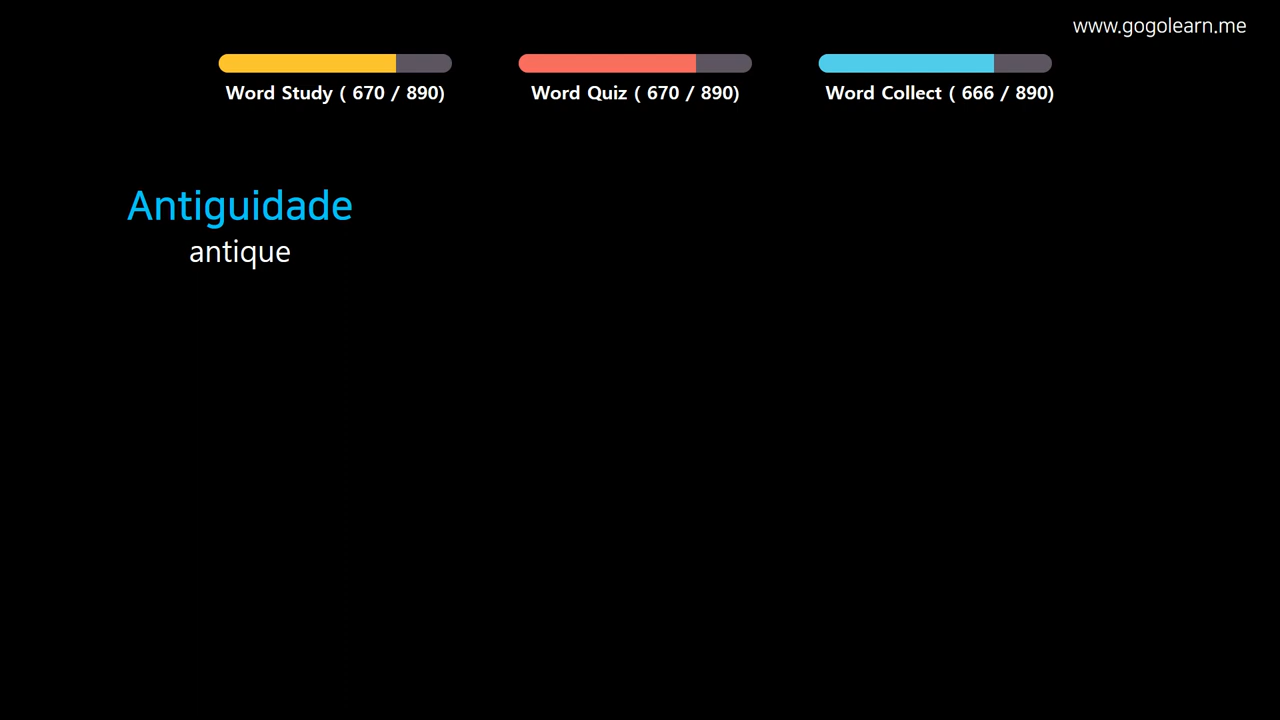 www.gogolearn.me
Word Study ( 670 / 890)
Word Quiz ( 670 / 890)
Word Collect ( 666 / 890)
Antiguidade
antique